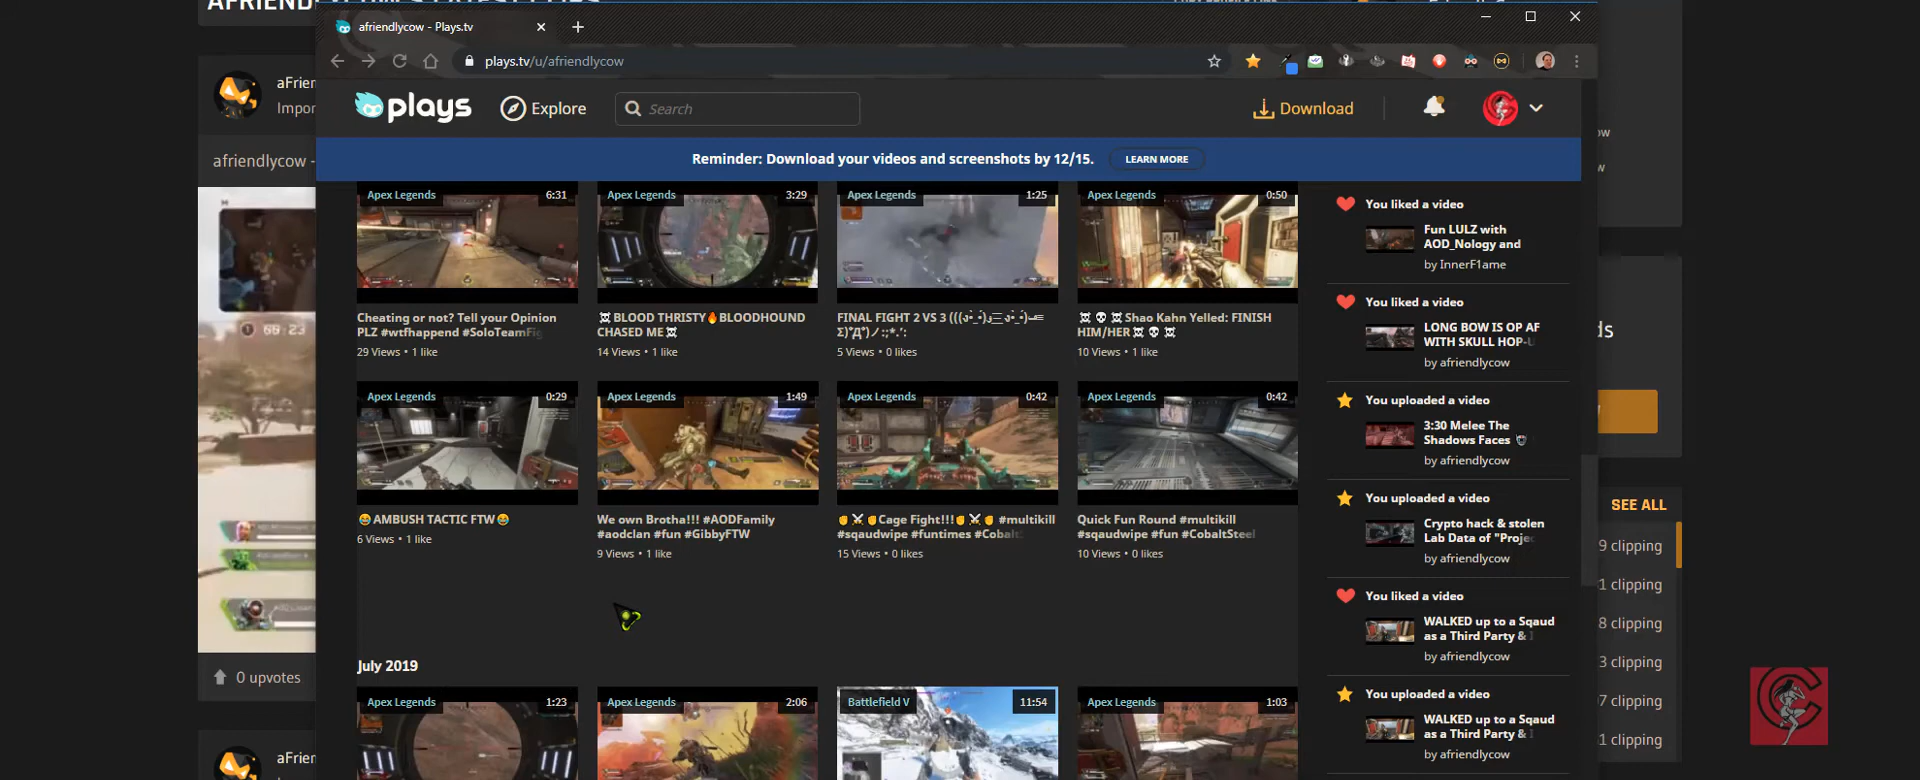 afriendlycow - Plays.tv
plays.tv/u/afriendlycow
plays
Explore
Search
Download
Reminder: Download your videos and screenshots by 12/15.
LEARN MORE
Apex Legends
6:31
Apex Legends
3:29
Apex Legends
1:25
Apex Legends
0:50
Cheating or not? Tell your Opinion
PLZ #wtfhappend #SoloTeamFig
29 Views • 1 like
☠BLOOD THRISTY🔥BLOODHOUND
CHASED ME☠
14 Views • 1 like
FINAL FIGHT 2 VS 3
5 Views • 0 likes
☠💀☠Shao Kahn Yelled: FINISH
HIM/HER☠💀☠
10 Views • 1 like
Apex Legends
0:29
Apex Legends
1:49
Apex Legends
0:42
Apex Legends
0:42
😂AMBUSH TACTIC FTW😂
6 Views • 1 like
We own Brotha!!! #AODFamily
#aodclan #fun #GibbyFTW
9 Views • 1 like
✊⚔✊Cage Fight!!!✊⚔✊ #multikill
#sqaudwipe #funtimes #Cobalt
15 Views • 0 likes
Quick Fun Round #multikill
#sqaudwipe #fun #CobaltSteel
10 Views • 0 likes
July 2019
Apex Legends
1:23
Apex Legends
2:06
Battlefield V
11:54
Apex Legends
1:03
You liked a video
Fun LULZ with
AOD_Nology and
by InnerF1ame
You liked a video
LONG BOW IS OP AF
WITH SKULL HOP-U
by afriendlycow
You uploaded a video
3:30 Melee The
Shadows Faces
by afriendlycow
You uploaded a video
Crypto hack & stolen
Lab Data of "Projec
by afriendlycow
You liked a video
WALKED up to a Sqaud
as a Third Party &
by afriendlycow
You uploaded a video
WALKED up to a Sqaud
as a Third Party &
by afriendlycow
aFrien
Impor
afriendlycow -
0 upvotes
aFrien
ow
w
ds
SEE ALL
9 clipping
1 clipping
8 clipping
3 clipping
7 clipping
1 clipping